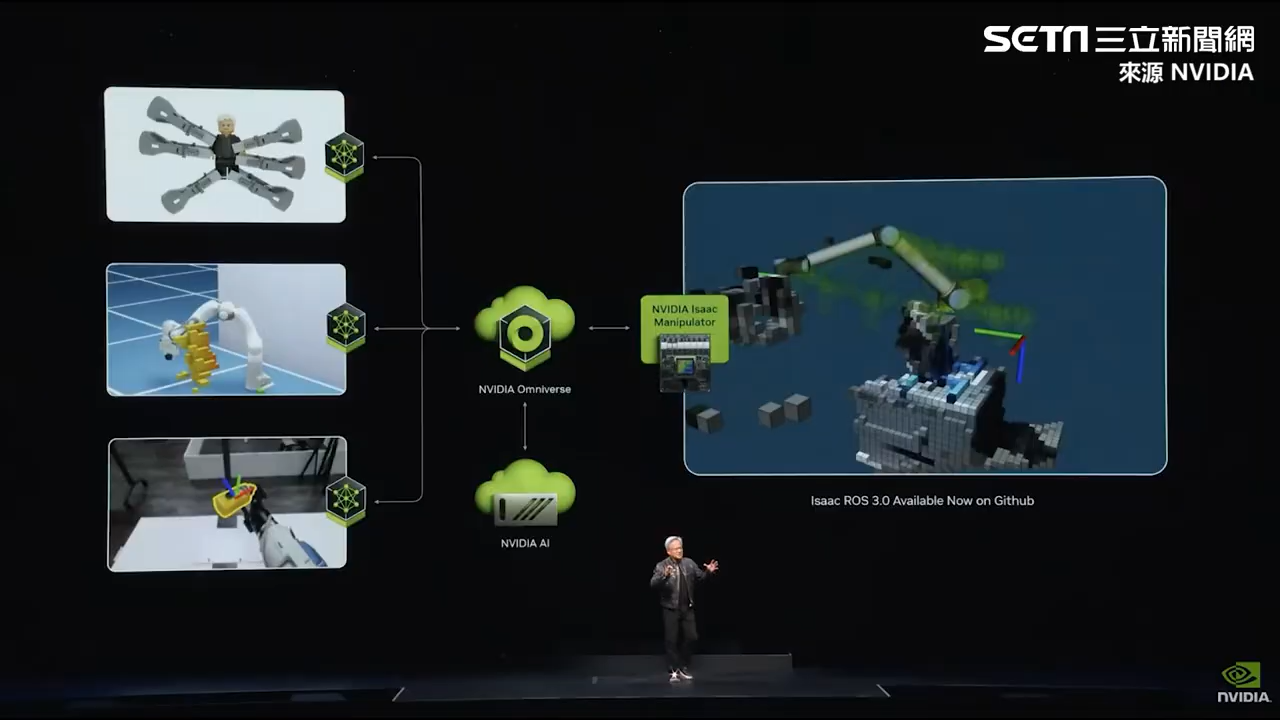 SETN三立新聞網
來源 NVIDIA
NVIDIA Isaac
Manipulator
NVIDIA Omniverse
NVIDIA AI
Isaac ROS 3.0 Available Now on Github
NVIDIA.